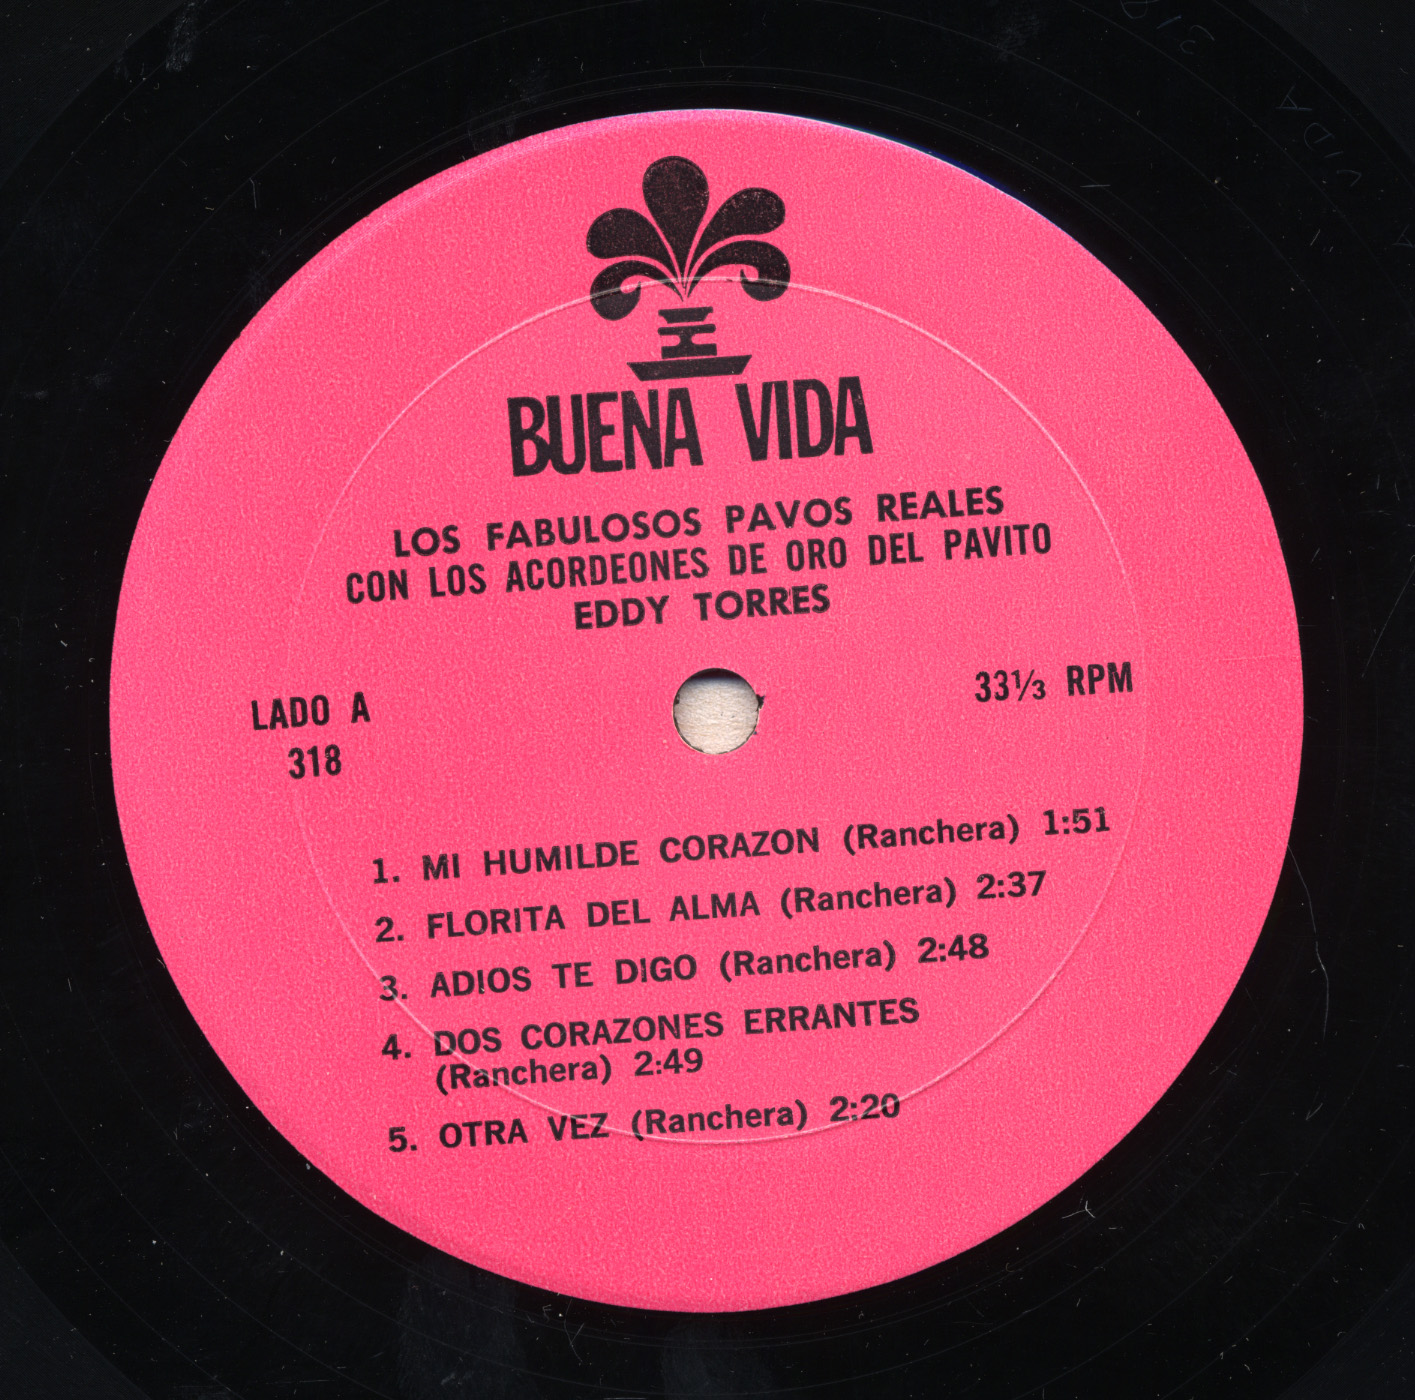 BUENA VIDA
LOS FABULOSOS PAVOS REALES
CON LOS ACORDEONES DE ORO DEL PAVITO
EDDY TORRES
LADO A
318
33⅓ RPM
1. MI HUMILDE CORAZON (Ranchera) 1:51
2. FLORITA DEL ALMA (Ranchera) 2:37
3. ADIOS TE DIGO (Ranchera) 2:48
4. DOS CORAZONES ERRANTES
(Ranchera) 2:49
5. OTRA VEZ (Ranchera) 2:20